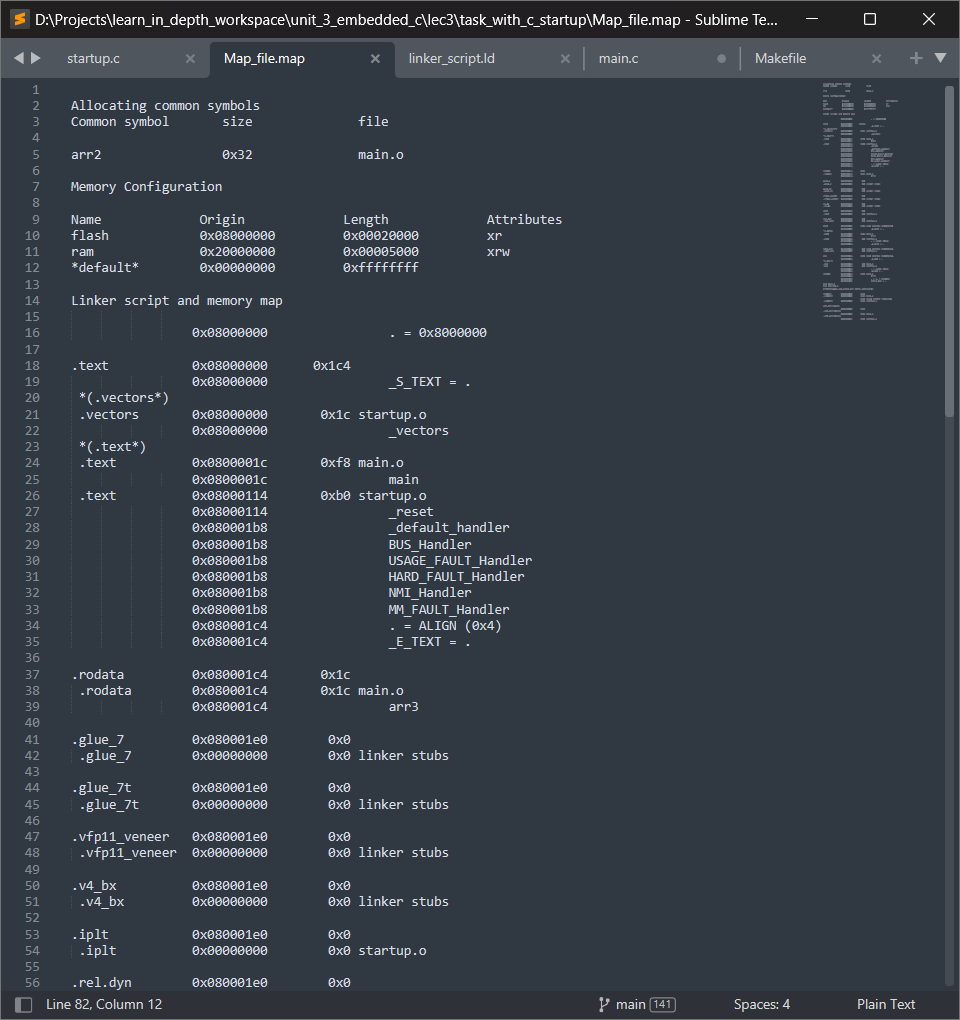 D:\Projects\learn_in_depth_workspace\unit_3_embedded_c\lec3\task_with_c_startup\Map_file.map - Sublime Te...
startup.c Map_file.map linker_script.ld main.c Makefile
1
2 Allocating common symbols
3 Common symbol size file
4
5 arr2 0x32 main.o
6
7 Memory Configuration
8
9 Name Origin Length Attributes
10 flash 0x08000000 0x00020000 xr
11 ram 0x20000000 0x00005000 xrw
12 *default* 0x00000000 0xffffffff
13
14 Linker script and memory map
15
16 0x08000000 . = 0x8000000
17
18 .text 0x08000000 0x1c4
19 0x08000000 _S_TEXT = .
20 *(.vectors*)
21 .vectors 0x08000000 0x1c startup.o
22 0x08000000 _vectors
23 *(.text*)
24 .text 0x0800001c 0xf8 main.o
25 0x0800001c main
26 .text 0x08000114 0xb0 startup.o
27 0x08000114 _reset
28 0x080001b8 _default_handler
29 0x080001b8 BUS_Handler
30 0x080001b8 USAGE_FAULT_Handler
31 0x080001b8 HARD_FAULT_Handler
32 0x080001b8 NMI_Handler
33 0x080001b8 MM_FAULT_Handler
34 0x080001c4 . = ALIGN (0x4)
35 0x080001c4 _E_TEXT = .
36
37 .rodata 0x080001c4 0x1c
38 .rodata 0x080001c4 0x1c main.o
39 0x080001c4 arr3
40
41 .glue_7 0x080001e0 0x0
42 .glue_7 0x00000000 0x0 linker stubs
43
44 .glue_7t 0x080001e0 0x0
45 .glue_7t 0x00000000 0x0 linker stubs
46
47 .vfp11_veneer 0x080001e0 0x0
48 .vfp11_veneer 0x00000000 0x0 linker stubs
49
50 .v4_bx 0x080001e0 0x0
51 .v4_bx 0x00000000 0x0 linker stubs
52
53 .iplt 0x080001e0 0x0
54 .iplt 0x00000000 0x0 startup.o
55
56 .rel.dyn 0x080001e0 0x0
Line 82, Column 12 main 141 Spaces: 4 Plain Text